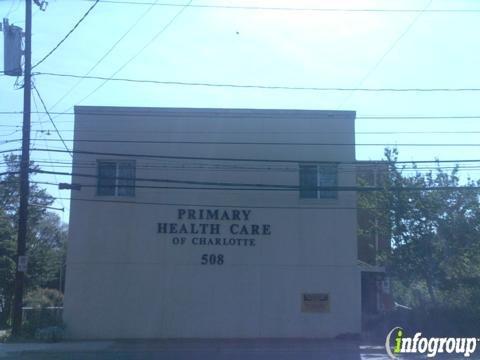 PRIMARY
HEALTH CARE
OF CHARLOTTE
508
infogroup